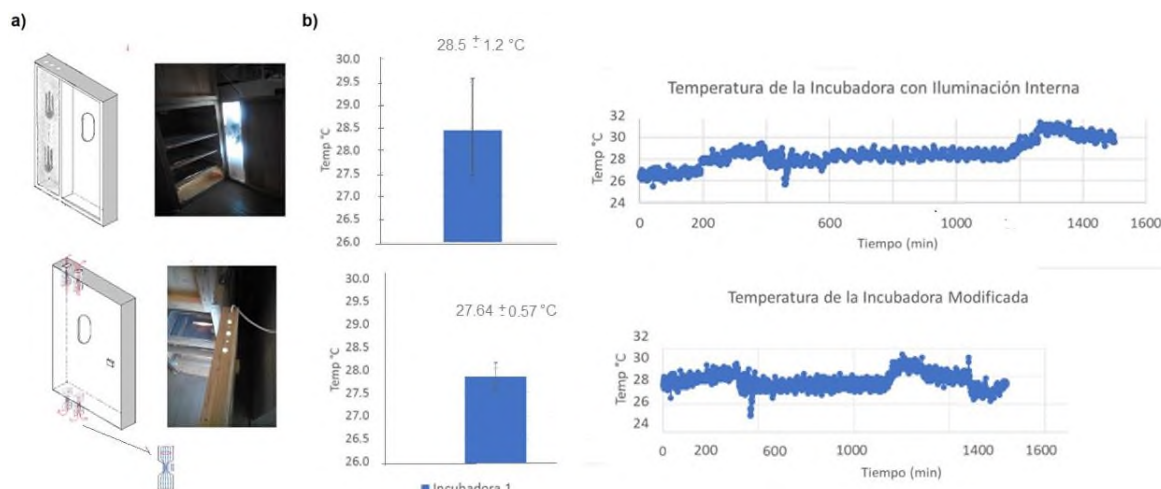 a)
b)
28.5 ± 1.2 °C
Temp °C
30.0
29.5
29.0
28.5
28.0
27.5
27.0
26.5
26.0
Temperatura de la Incubadora con Iluminación Interna
Temp °C
32
30
28
26
24
0 200 400 600 800 1000 1200 1400 1600
Tiempo (min)
27.64 ± 0.57 °C
Temp °C
30.0
29.5
29.0
28.5
28.0
27.5
27.0
26.5
26.0
Incubadora 1
Temperatura de la Incubadora Modificada
Temp °C
32
30
28
26
24
0 200 600 1000 1400 1600
Tiempo (min)